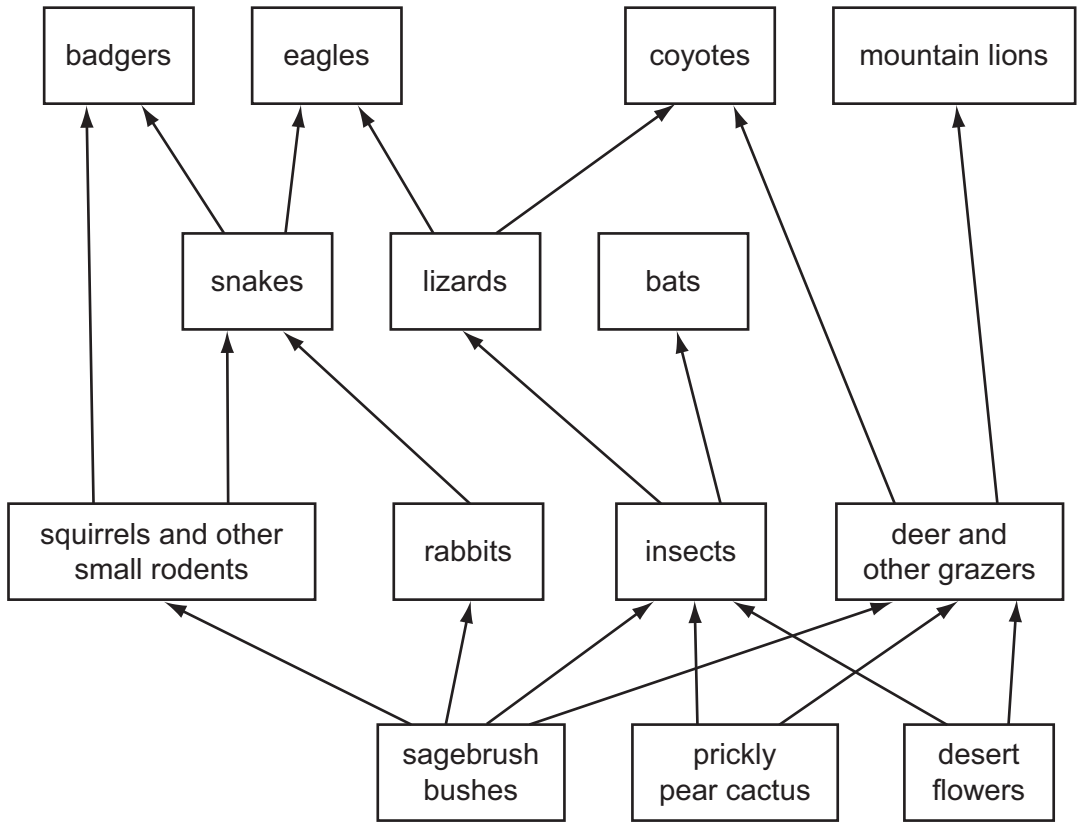 badgers
eagles
coyotes
mountain lions
snakes
lizards
bats
squirrels and other
small rodents
rabbits
insects
deer and
other grazers
sagebrush
bushes
prickly
pear cactus
desert
flowers